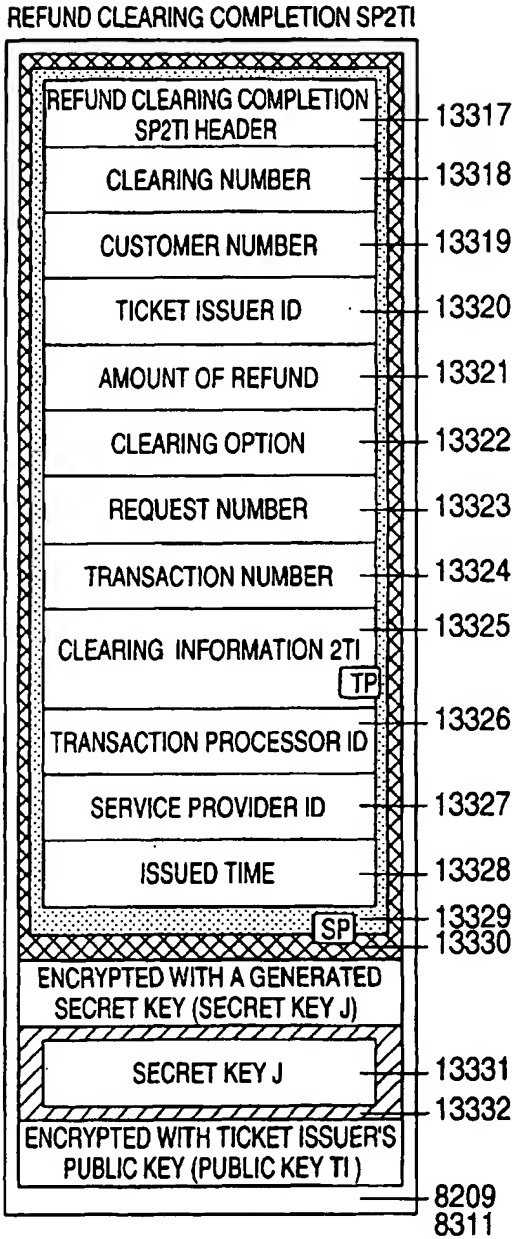 REFUND CLEARING COMPLETION SP2TI
REFUND CLEARING COMPLETION
SP2TI HEADER
13317
CLEARING NUMBER
13318
CUSTOMER NUMBER
13319
TICKET ISSUER ID
13320
AMOUNT OF REFUND
13321
CLEARING OPTION
13322
REQUEST NUMBER
13323
TRANSACTION NUMBER
13324
13325
CLEARING INFORMATION 2TI
TP
13326
TRANSACTION PROCESSOR ID
SERVICE PROVIDER ID
13327
ISSUED TIME
13328
13329
SP
13330
ENCRYPTED WITH A GENERATED
SECRET KEY (SECRET KEY J)
SECRET KEY J
13331
13332
ENCRYPTED WITH TICKET ISSUER'S
PUBLIC KEY (PUBLIC KEY TI )
8209
8311